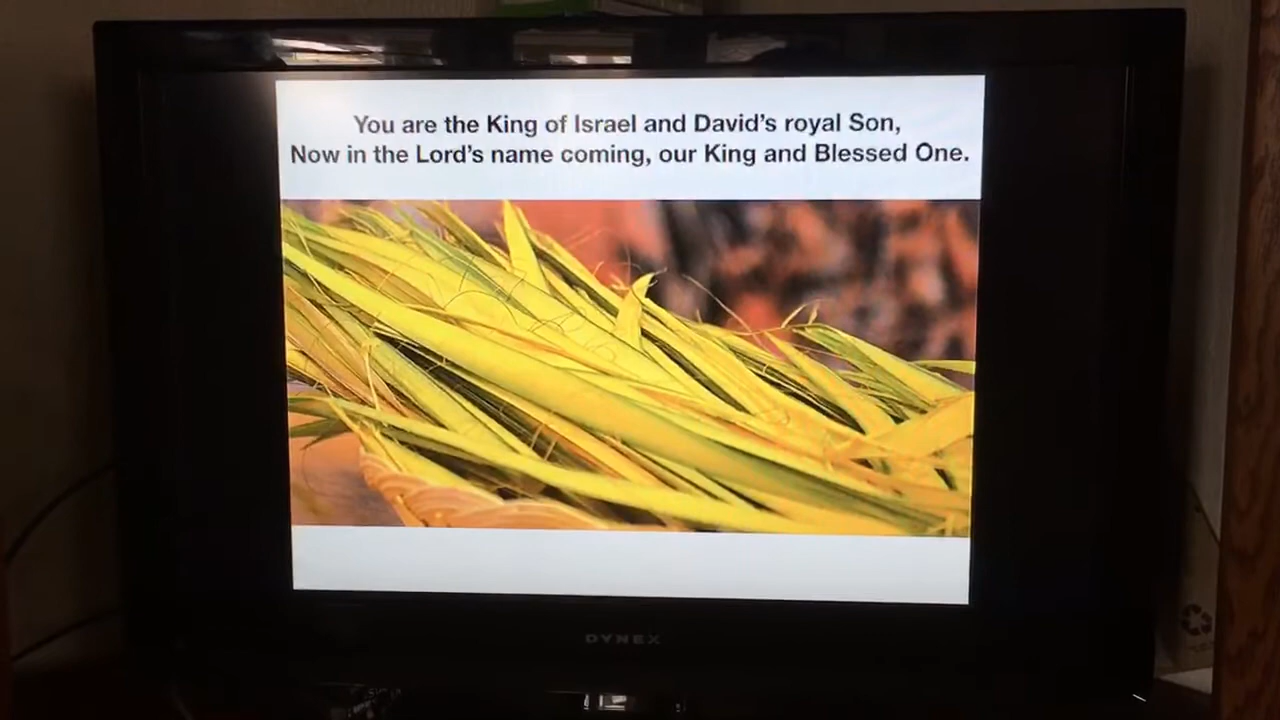 You are the King of Israel and David's royal Son,
Now in the Lord's name coming, our King and Blessed One.
DYNEX